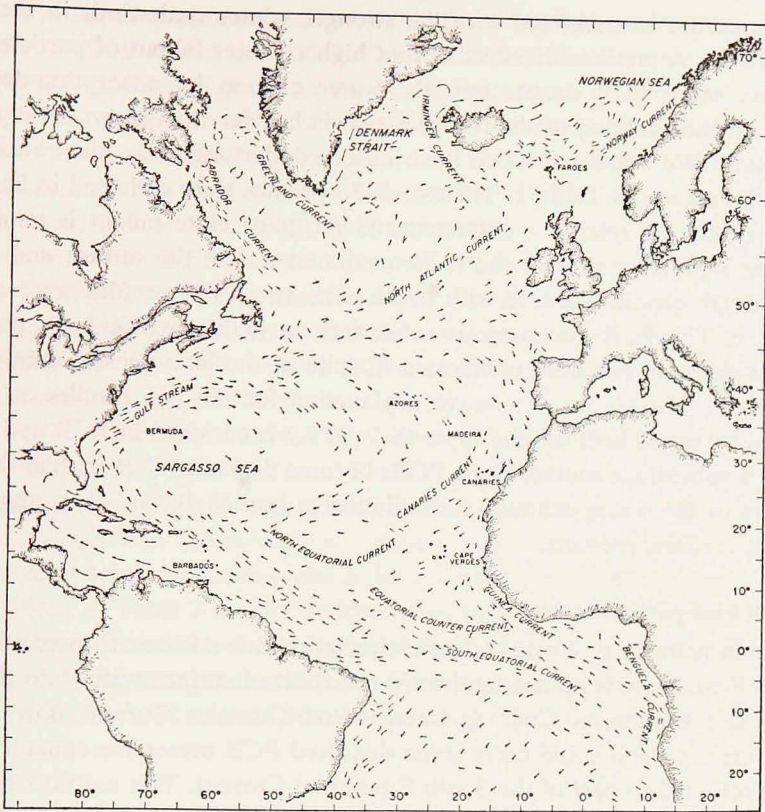 70°
NORWEGIAN SEA
NORWAY CURRENT
IRMINGER CURRENT
DENMARK
STRAIT
FAROES
GREENLAND CURRENT
LABRADOR CURRENT
60°
NORTH ATLANTIC CURRENT
50°
GULF STREAM
AZORES
40°
BERMUDA
MADEIRA
SARGASSO SEA
30°
CANARIES
CANARIES CURRENT
20°
NORTH EQUATORIAL CURRENT
CAPE
VERDES
BARBADOS
10°
GUINEA CURRENT
EQUATORIAL COUNTER CURRENT
0°
SOUTH EQUATORIAL CURRENT
BENGUELA CURRENT
10°
20°
80° 70° 60° 50° 40° 30° 20° 10° 0° 10° 20°